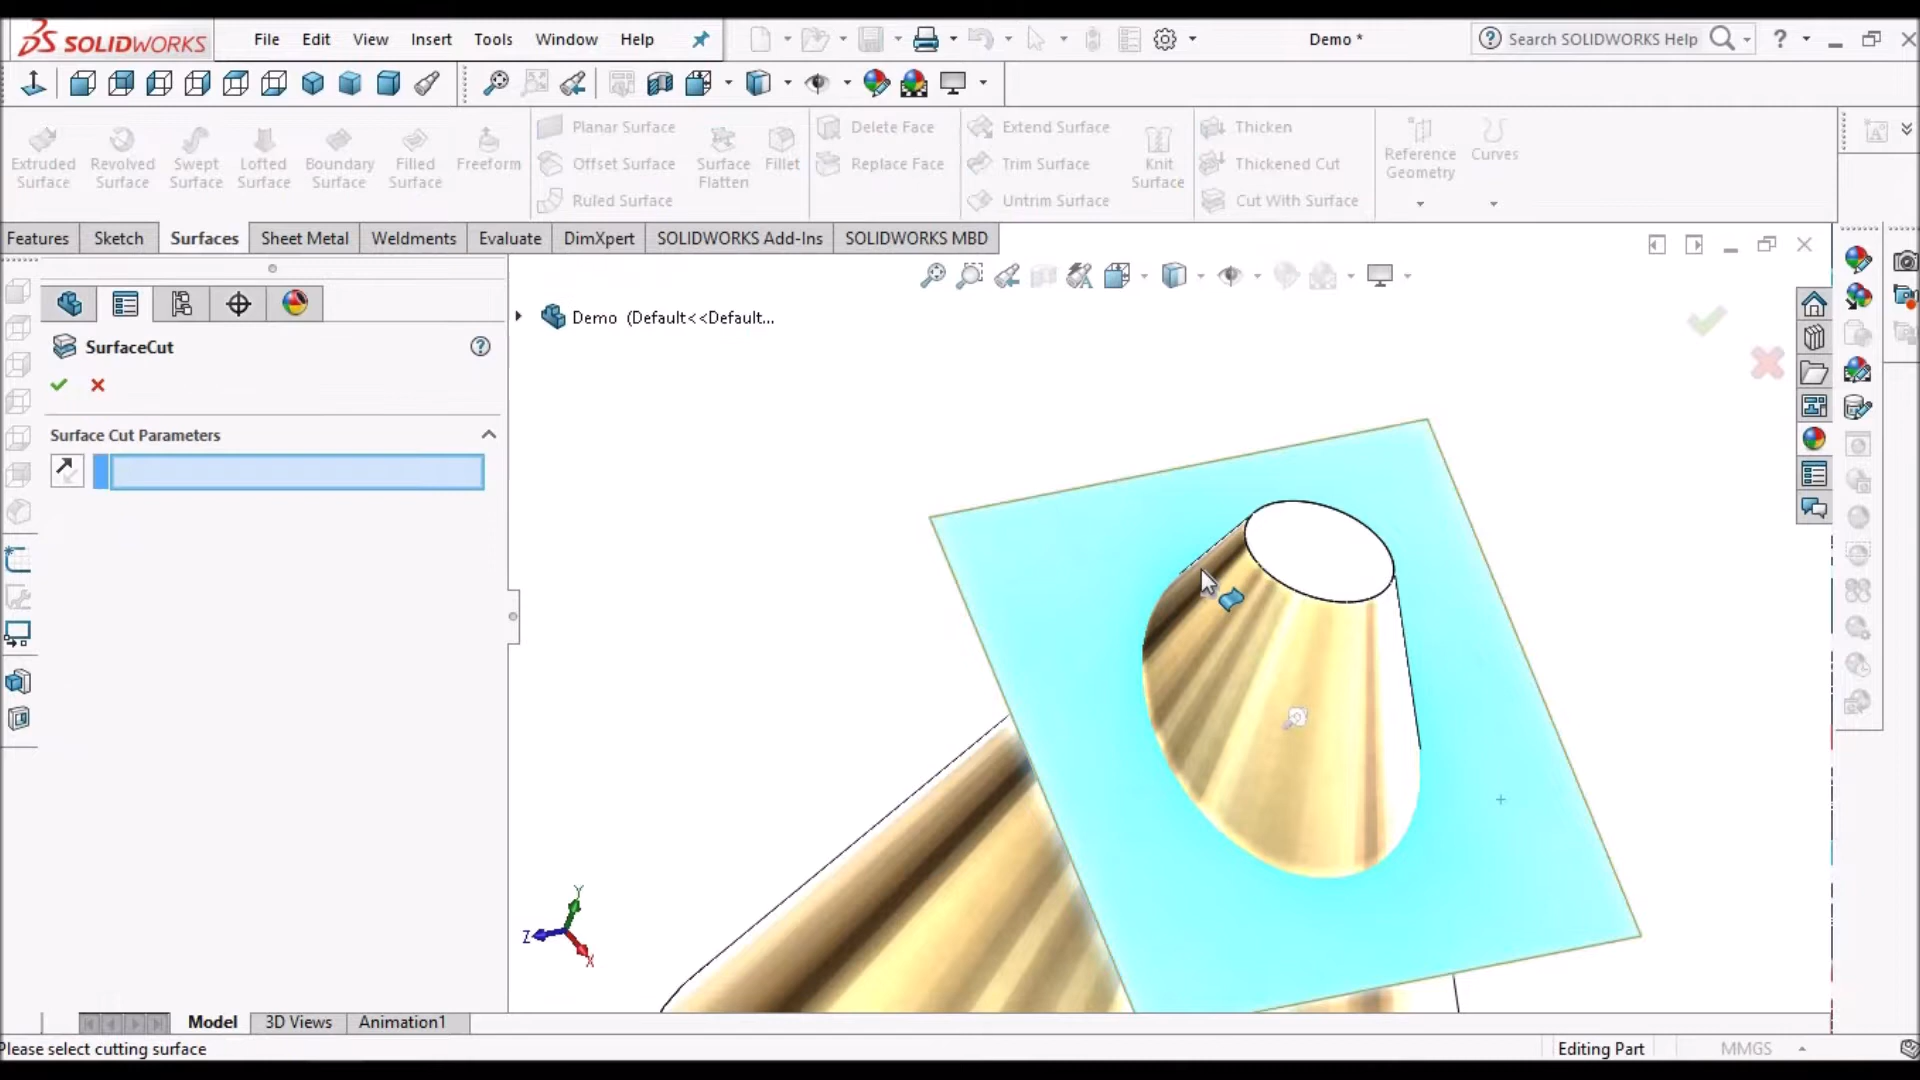 SOLIDWORKS File Edit View Insert Tools Window Help Demo * Search SOLIDWORKS Help ?
Extruded Surface Revolved Surface Swept Surface Lofted Surface Boundary Surface Filled Surface Freeform
Planar Surface
Offset Surface
Ruled Surface
Surface Flatten Fillet
Delete Face
Replace Face
Extend Surface
Trim Surface
Untrim Surface
Knit Surface
Thicken
Thickened Cut
Cut With Surface
Reference Geometry Curves
Features Sketch Surfaces Sheet Metal Weldments Evaluate DimXpert SOLIDWORKS Add-Ins SOLIDWORKS MBD
Demo (Default<<Default...
SurfaceCut
Surface Cut Parameters
Y
Z
X
Model 3D Views Animation1
Please select cutting surface Editing Part MMGS